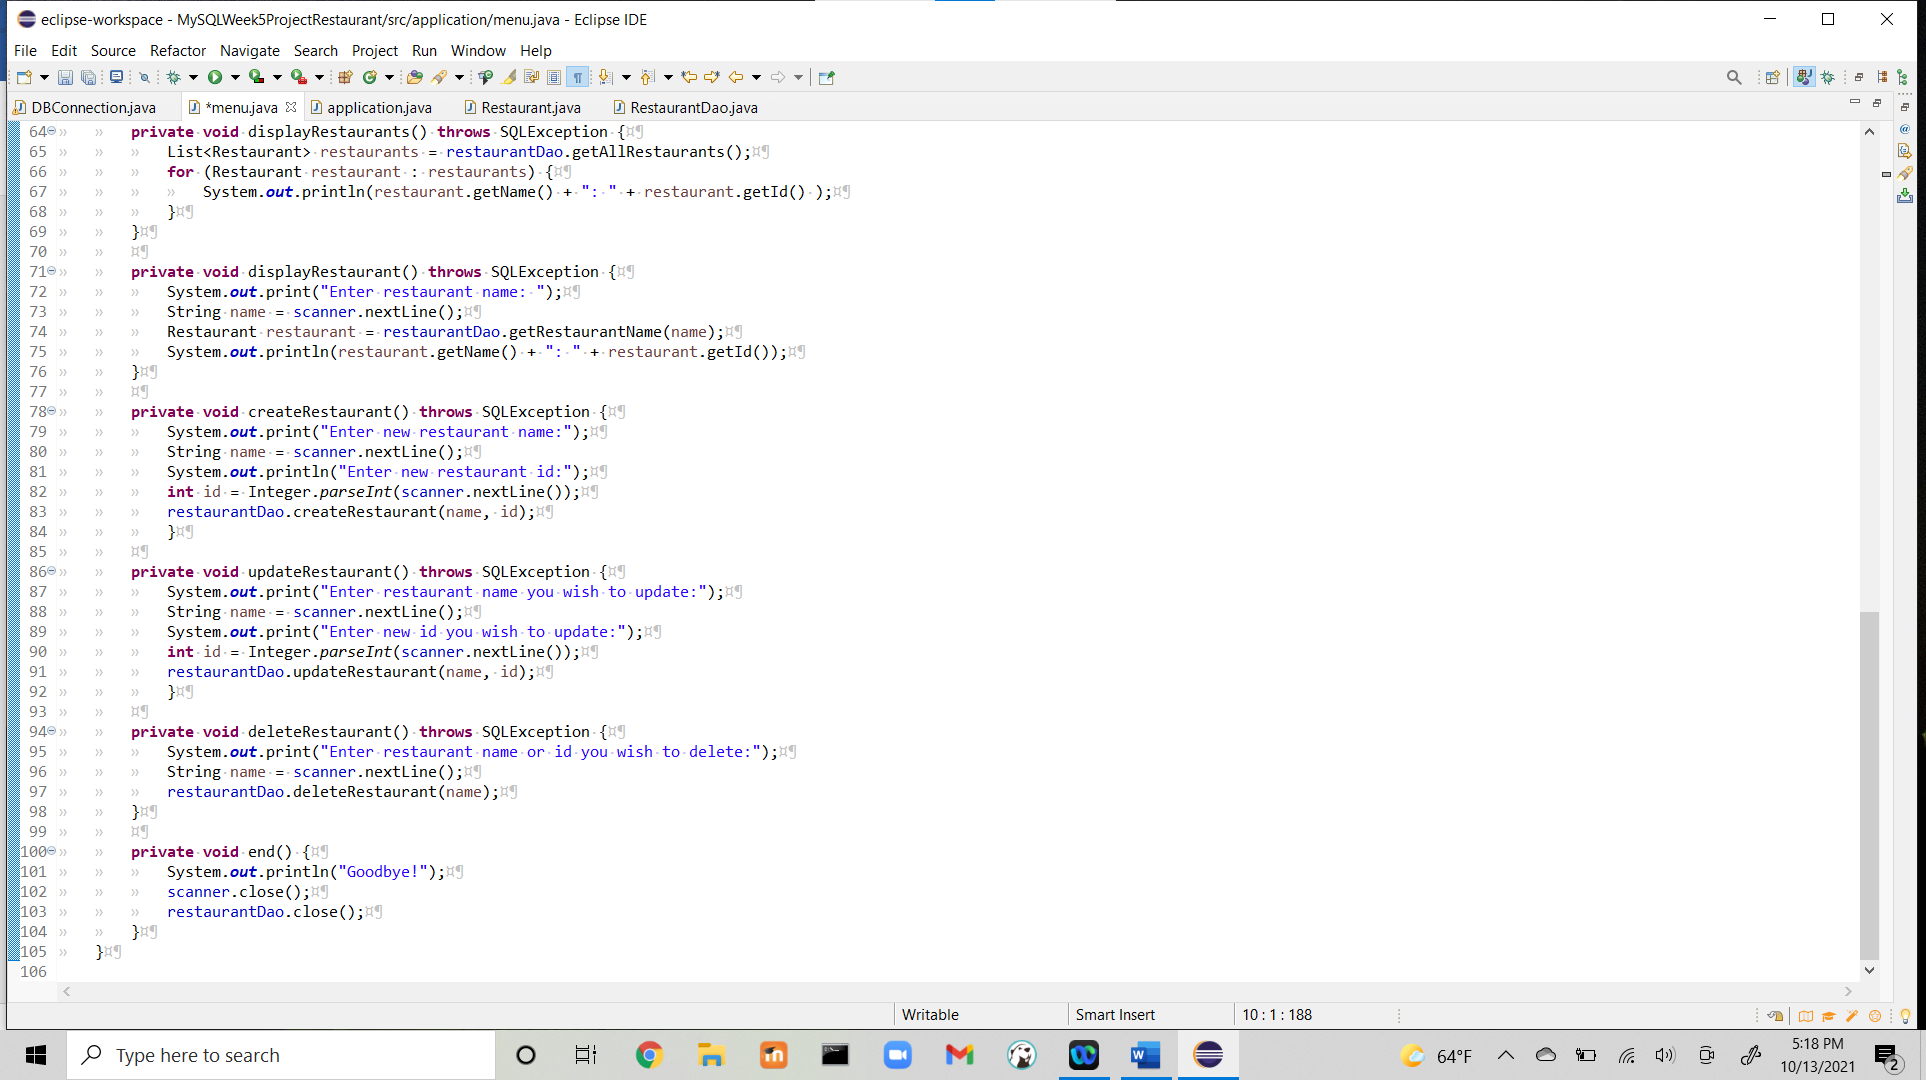 eclipse-workspace - MySQLWeek5ProjectRestaurant/src/application/menu.java - Eclipse IDE
File Edit Source Refactor Navigate Search Project Run Window Help
DBConnection.java *menu.java application.java Restaurant.java RestaurantDao.java
64 private void displayRestaurants() throws SQLException {
65 List<Restaurant> restaurants = restaurantDao.getAllRestaurants();
66 for (Restaurant restaurant : restaurants) {
67 System.out.println(restaurant.getName() + ": " + restaurant.getId() );
68 }
69 }
70
71 private void displayRestaurant() throws SQLException {
72 System.out.print("Enter restaurant name: ");
73 String name = scanner.nextLine();
74 Restaurant restaurant = restaurantDao.getRestaurantName(name);
75 System.out.println(restaurant.getName() + ": " + restaurant.getId());
76 }
77
78 private void createRestaurant() throws SQLException {
79 System.out.print("Enter new restaurant name:");
80 String name = scanner.nextLine();
81 System.out.println("Enter new restaurant id:");
82 int id = Integer.parseInt(scanner.nextLine());
83 restaurantDao.createRestaurant(name, id);
84 }
85
86 private void updateRestaurant() throws SQLException {
87 System.out.print("Enter restaurant name you wish to update:");
88 String name = scanner.nextLine();
89 System.out.print("Enter new id you wish to update:");
90 int id = Integer.parseInt(scanner.nextLine());
91 restaurantDao.updateRestaurant(name, id);
92 }
93
94 private void deleteRestaurant() throws SQLException {
95 System.out.print("Enter restaurant name or id you wish to delete:");
96 String name = scanner.nextLine();
97 restaurantDao.deleteRestaurant(name);
98 }
99
100 private void end() {
101 System.out.println("Goodbye!");
102 scanner.close();
103 restaurantDao.close();
104 }
105 }
106
Writable Smart Insert 10 : 1 : 188
Type here to search
64°F
5:18 PM
10/13/2021
2